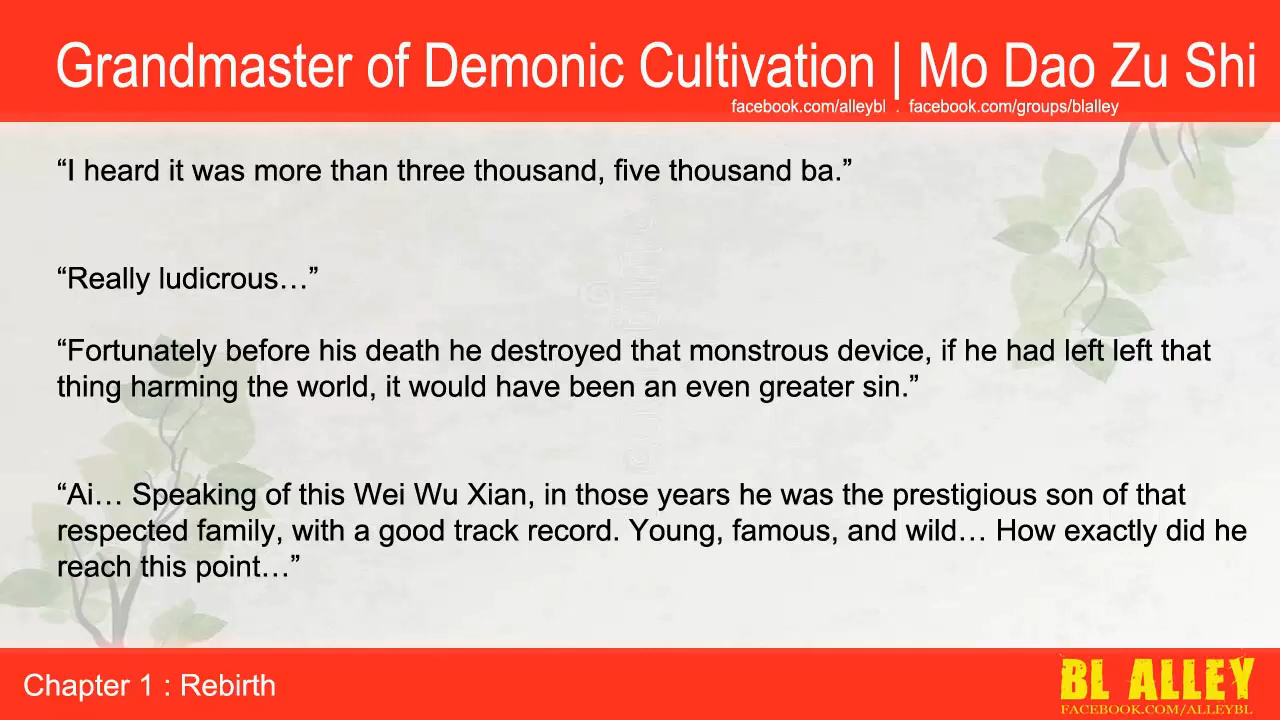 Grandmaster of Demonic Cultivation | Mo Dao Zu Shi
facebook.com/alleybl . facebook.com/groups/blalley
“I heard it was more than three thousand, five thousand ba.”
“Really ludicrous…”
“Fortunately before his death he destroyed that monstrous device, if he had left left that
thing harming the world, it would have been an even greater sin.”
“Ai… Speaking of this Wei Wu Xian, in those years he was the prestigious son of that
respected family, with a good track record. Young, famous, and wild… How exactly did he
reach this point…”
Chapter 1 : Rebirth
BL ALLEY
FACEBOOK.COM/ALLEYBL